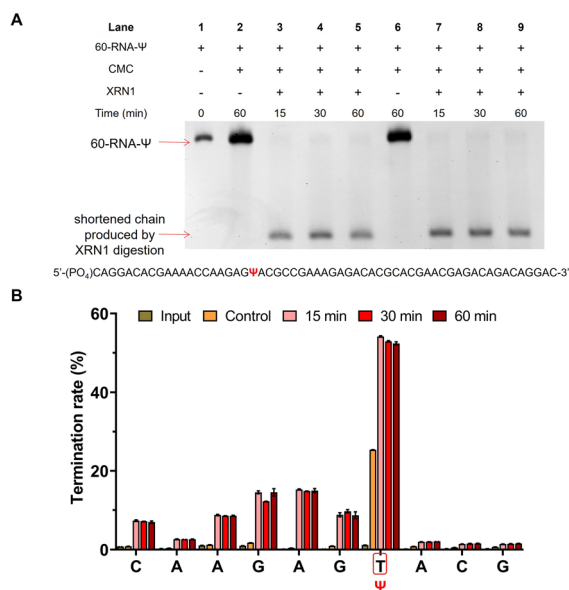 A
Lane 1 2 3 4 5 6 7 8 9
60-RNA-Ψ + + + + + + + + +
CMC - + + + + + + + +
XRN1 - - + + + - + + +
Time (min) 0 60 15 30 60 60 15 30 60
60-RNA-Ψ
shortened chain
produced by
XRN1 digestion
5'-(PO4)CAGGACACGAAAACCAAGAGΨACGCCGAAAGAGACACGCACGAACGAGACAGACAGGAC-3'
B
Input Control 15 min 30 min 60 min
Termination rate (%)
60
40
20
0
C A A G A G T A C G
Ψ